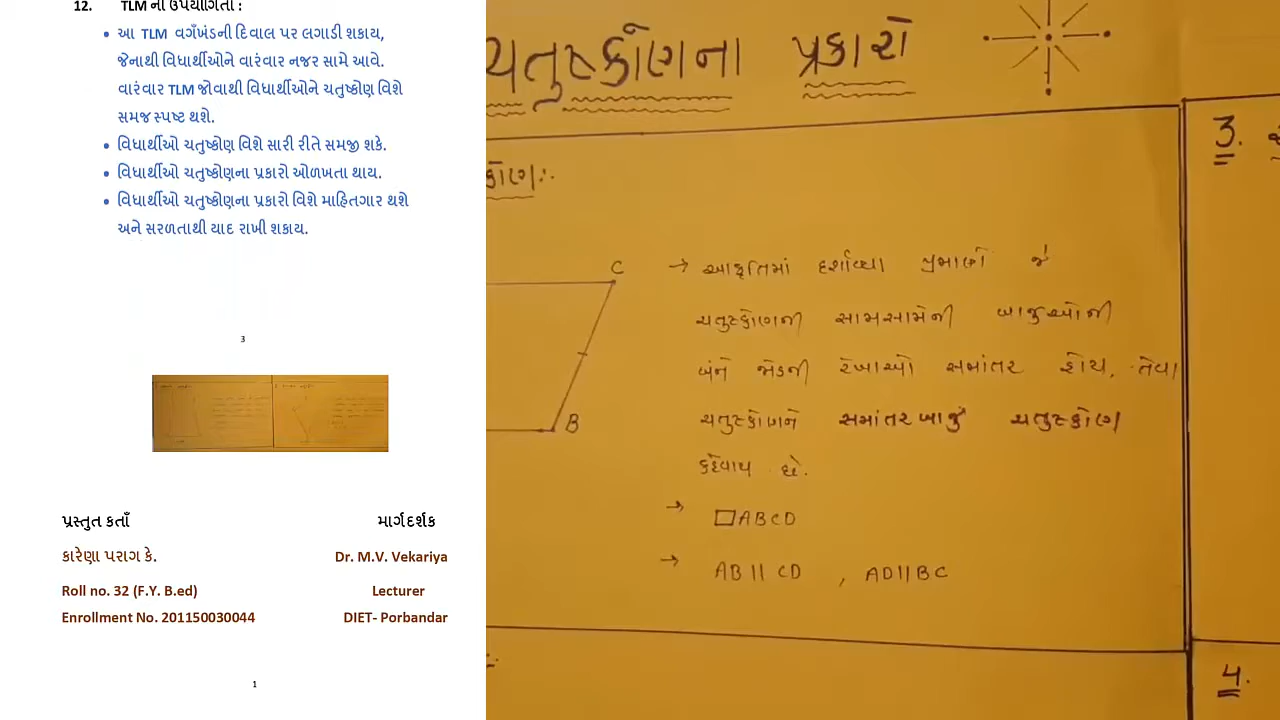 12. TLM ની ઉપયોગિતા :
• આ TLM વર્ગખંડની દિવાલ પર લગાડી શકાય,
જેનાથી વિધાર્થીઓને વારંવાર નજર સામે આવે.
વારંવાર TLM જોવાથી વિધાર્થીઓને ચતુષ્કોણ વિશે
સમજ સ્પષ્ટ થશે.
• વિધાર્થીઓ ચતુષ્કોણ વિશે સારી રીતે સમજી શકે.
• વિધાર્થીઓ ચતુષ્કોણના પ્રકારો ઓળખતા થાય.
• વિધાર્થીઓ ચતુષ્કોણના પ્રકારો વિશે માહિતગાર થશે
અને સરળતાથી યાદ રાખી શકાય.
3
પ્રસ્તુત કર્તા માર્ગદર્શક
કારેણા પરાગ કે. Dr. M.V. Vekariya
Roll no. 32 (F.Y. B.ed) Lecturer
Enrollment No. 201150030044 DIET- Porbandar
1
ચતુષ્કોણના પ્રકારો
કોણ:-
C
B
→ આકૃતિમાં દર્શાવ્યા પ્રમાણે જે
ચતુષ્કોણની સામસામેની બાજુઓની
બંને જોડની રેખાઓ સમાંતર હોય, તેવા
ચતુષ્કોણને સમાંતરબાજુ ચતુષ્કોણ
કહેવાય છે.
→ □ABCD
→ AB||CD , AD||BC
3.
4.